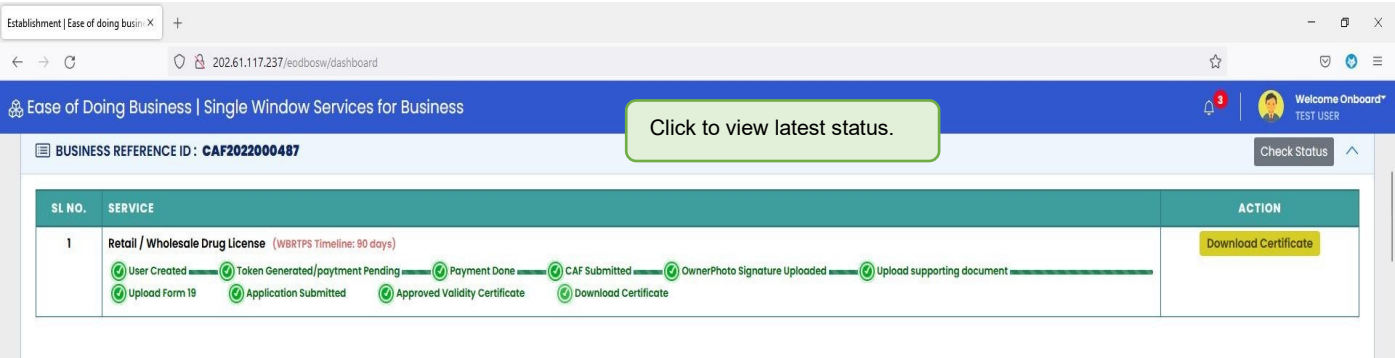 Establishment | Ease of doing busin
202.61.117.237/eodbosw/dashboard
Ease of Doing Business | Single Window Services for Business
Click to view latest status.
3
Welcome Onboard
TEST USER
BUSINESS REFERENCE ID : CAF2022000487
Check Status
SL NO. SERVICE ACTION
1 Retail / Wholesale Drug License (WBRTPS Timeline: 90 days) Download Certificate
User Created Token Generated/paytment Pending Payment Done CAF Submitted OwnerPhoto Signature Uploaded Upload supporting document
Upload Form 19 Application Submitted Approved Validity Certificate Download Certificate